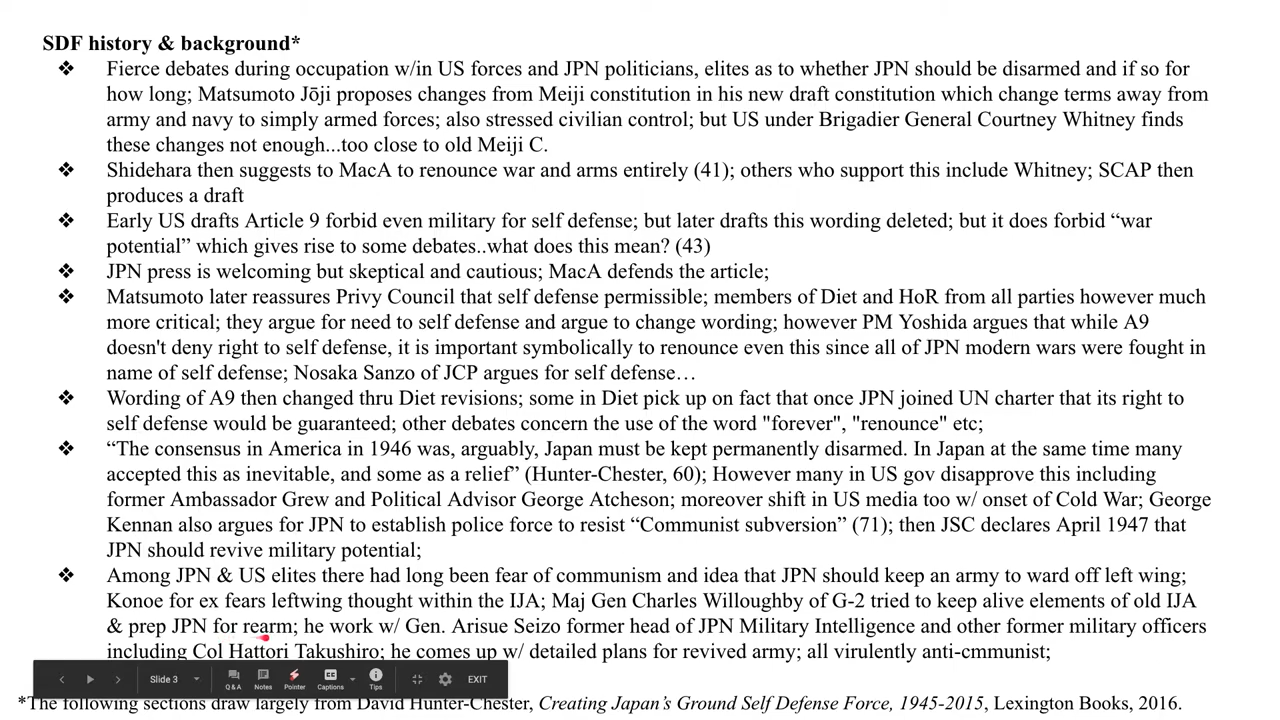 SDF history & background*
❖ Fierce debates during occupation w/in US forces and JPN politicians, elites as to whether JPN should be disarmed and if so for
how long; Matsumoto Jōji proposes changes from Meiji constitution in his new draft constitution which change terms away from
army and navy to simply armed forces; also stressed civilian control; but US under Brigadier General Courtney Whitney finds
these changes not enough...too close to old Meiji C.
❖ Shidehara then suggests to MacA to renounce war and arms entirely (41); others who support this include Whitney; SCAP then
produces a draft
❖ Early US drafts Article 9 forbid even military for self defense; but later drafts this wording deleted; but it does forbid “war
potential” which gives rise to some debates..what does this mean? (43)
❖ JPN press is welcoming but skeptical and cautious; MacA defends the article;
❖ Matsumoto later reassures Privy Council that self defense permissible; members of Diet and HoR from all parties however much
more critical; they argue for need to self defense and argue to change wording; however PM Yoshida argues that while A9
doesn't deny right to self defense, it is important symbolically to renounce even this since all of JPN modern wars were fought in
name of self defense; Nosaka Sanzo of JCP argues for self defense…
❖ Wording of A9 then changed thru Diet revisions; some in Diet pick up on fact that once JPN joined UN charter that its right to
self defense would be guaranteed; other debates concern the use of the word "forever", "renounce" etc;
❖ “The consensus in America in 1946 was, arguably, Japan must be kept permanently disarmed. In Japan at the same time many
accepted this as inevitable, and some as a relief” (Hunter-Chester, 60); However many in US gov disapprove this including
former Ambassador Grew and Political Advisor George Atcheson; moreover shift in US media too w/ onset of Cold War; George
Kennan also argues for JPN to establish police force to resist “Communist subversion” (71); then JSC declares April 1947 that
JPN should revive military potential;
❖ Among JPN & US elites there had long been fear of communism and idea that JPN should keep an army to ward off left wing;
Konoe for ex fears leftwing thought within the IJA; Maj Gen Charles Willoughby of G-2 tried to keep alive elements of old IJA
& prep JPN for rearm; he work w/ Gen. Arisue Seizo former head of JPN Military Intelligence and other former military officers
including Col Hattori Takushiro; he comes up w/ detailed plans for revived army; all virulently anti-cmmunist;
Slide 3 Q&A Notes Pointer Captions Tips EXIT
*The following sections draw largely from David Hunter-Chester, Creating Japan’s Ground Self Defense Force, 1945-2015, Lexington Books, 2016.